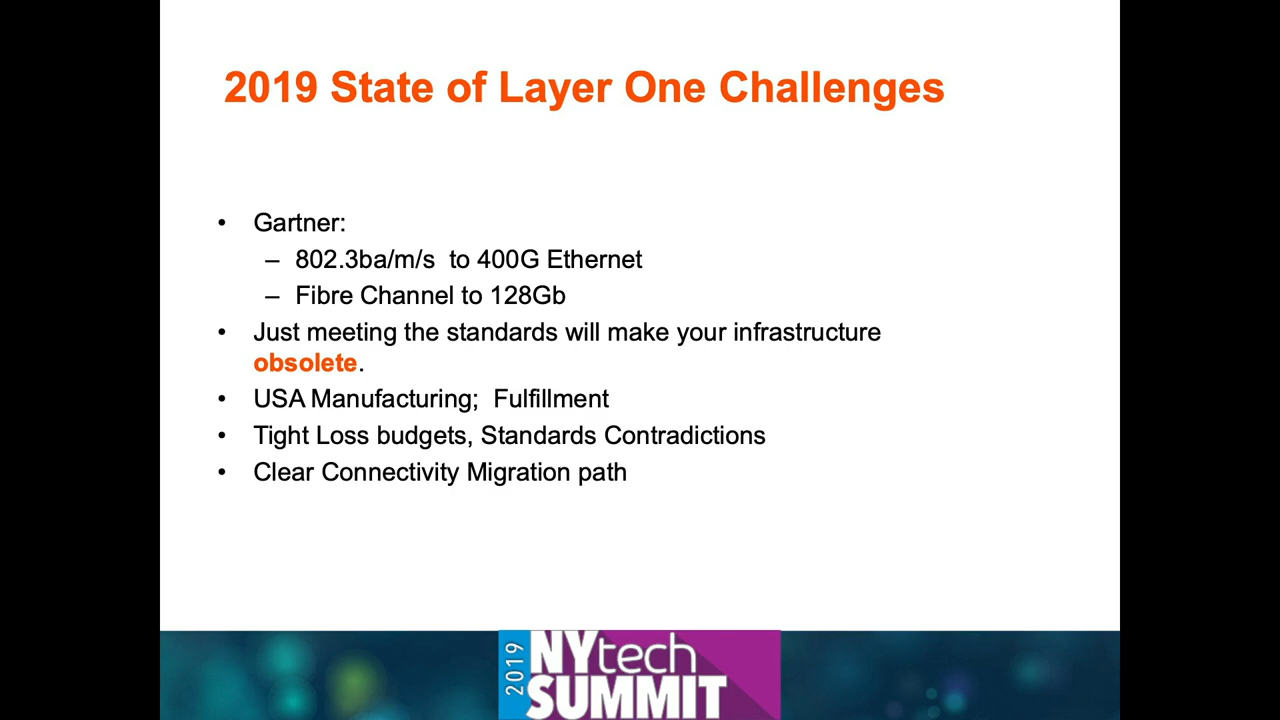 2019 State of Layer One Challenges
• Gartner:
– 802.3ba/m/s  to 400G Ethernet
– Fibre Channel to 128Gb
• Just meeting the standards will make your infrastructure
obsolete.
• USA Manufacturing;  Fulfillment
• Tight Loss budgets, Standards Contradictions
• Clear Connectivity Migration path
2019
NYtech
SUMMIT